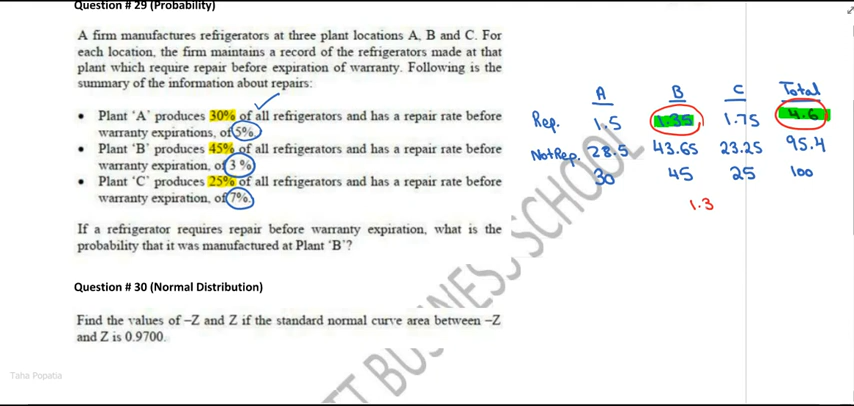 Question # 29 (Probability)
A firm manufactures refrigerators at three plant locations A, B and C. For
each location, the firm maintains a record of the refrigerators made at that
plant which require repair before expiration of warranty. Following is the
summary of the information about repairs:
• Plant 'A' produces 30% of all refrigerators and has a repair rate before
warranty expirations, of 5%.
• Plant 'B' produces 45% of all refrigerators and has a repair rate before
warranty expiration, of 3 %.
• Plant 'C' produces 25% of all refrigerators and has a repair rate before
warranty expiration, of 7%.
If a refrigerator requires repair before warranty expiration, what is the
probability that it was manufactured at Plant 'B'?
Question # 30 (Normal Distribution)
Find the values of –Z and Z if the standard normal curve area between –Z
and Z is 0.9700.
A B C Total
Rep. 1.5 1.35 1.75 4.6
Not Rep. 28.5 43.65 23.25 95.4
30 45 25 100
1.3
BUSINESS SCHOOL
Taha Popatia